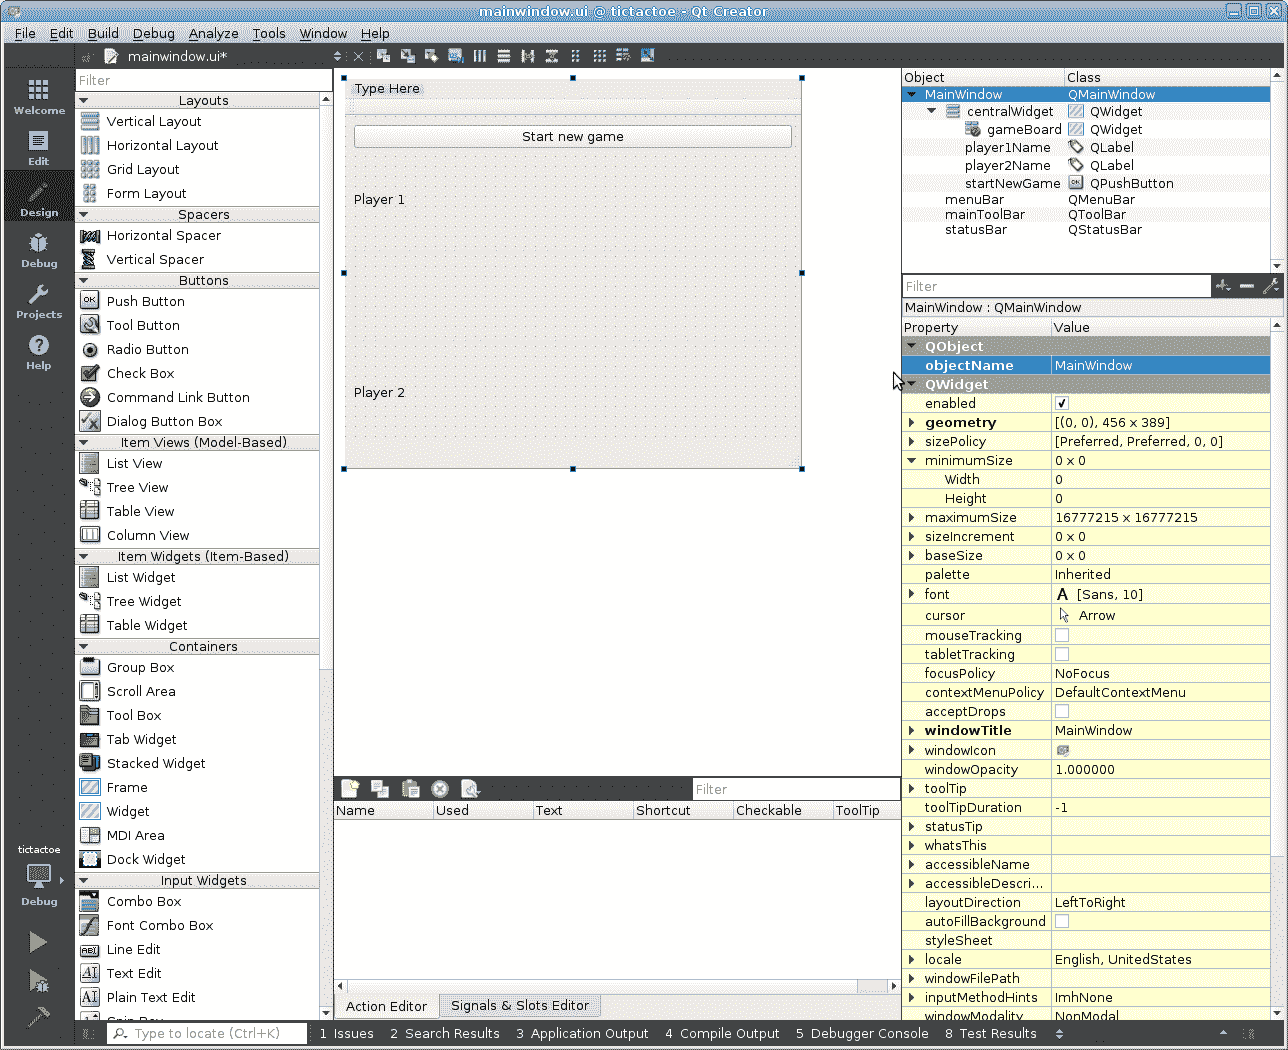 mainwindow.ui @ tictactoe - Qt Creator
File Edit Build Debug Analyze Tools Window Help
mainwindow.ui*
Welcome
Edit
Design
Debug
Projects
Help
tictactoe
Debug
Filter
Layouts
Vertical Layout
Horizontal Layout
Grid Layout
Form Layout
Spacers
Horizontal Spacer
Vertical Spacer
Buttons
OK Push Button
Tool Button
Radio Button
Check Box
Command Link Button
Dialog Button Box
Item Views (Model-Based)
List View
Tree View
Table View
Column View
Item Widgets (Item-Based)
List Widget
Tree Widget
Table Widget
Containers
Group Box
Scroll Area
Tool Box
Tab Widget
Stacked Widget
Frame
Widget
MDI Area
Dock Widget
Input Widgets
Combo Box
Font Combo Box
ABI Line Edit
AI Text Edit
AI Plain Text Edit
Spin Box
Type Here
Start new game
Player 1
Player 2
Filter
Name Used Text Shortcut Checkable ToolTip
Action Editor Signals & Slots Editor
Object Class
MainWindow QMainWindow
centralWidget QWidget
gameBoard QWidget
player1Name QLabel
player2Name QLabel
startNewGame OK QPushButton
menuBar QMenuBar
mainToolBar QToolBar
statusBar QStatusBar
Filter
MainWindow : QMainWindow
Property Value
QObject
objectName MainWindow
QWidget
enabled
geometry [(0, 0), 456 x 389]
sizePolicy [Preferred, Preferred, 0, 0]
minimumSize 0 x 0
Width 0
Height 0
maximumSize 16777215 x 16777215
sizeIncrement 0 x 0
baseSize 0 x 0
palette Inherited
font A [Sans, 10]
cursor Arrow
mouseTracking
tabletTracking
focusPolicy NoFocus
contextMenuPolicy DefaultContextMenu
acceptDrops
windowTitle MainWindow
windowIcon
windowOpacity 1.000000
toolTip
toolTipDuration -1
statusTip
whatsThis
accessibleName
accessibleDescri...
layoutDirection LeftToRight
autoFillBackground
styleSheet
locale English, UnitedStates
windowFilePath
inputMethodHints ImhNone
windowModality NonModal
Type to locate (Ctrl+K) 1 Issues 2 Search Results 3 Application Output 4 Compile Output 5 Debugger Console 8 Test Results